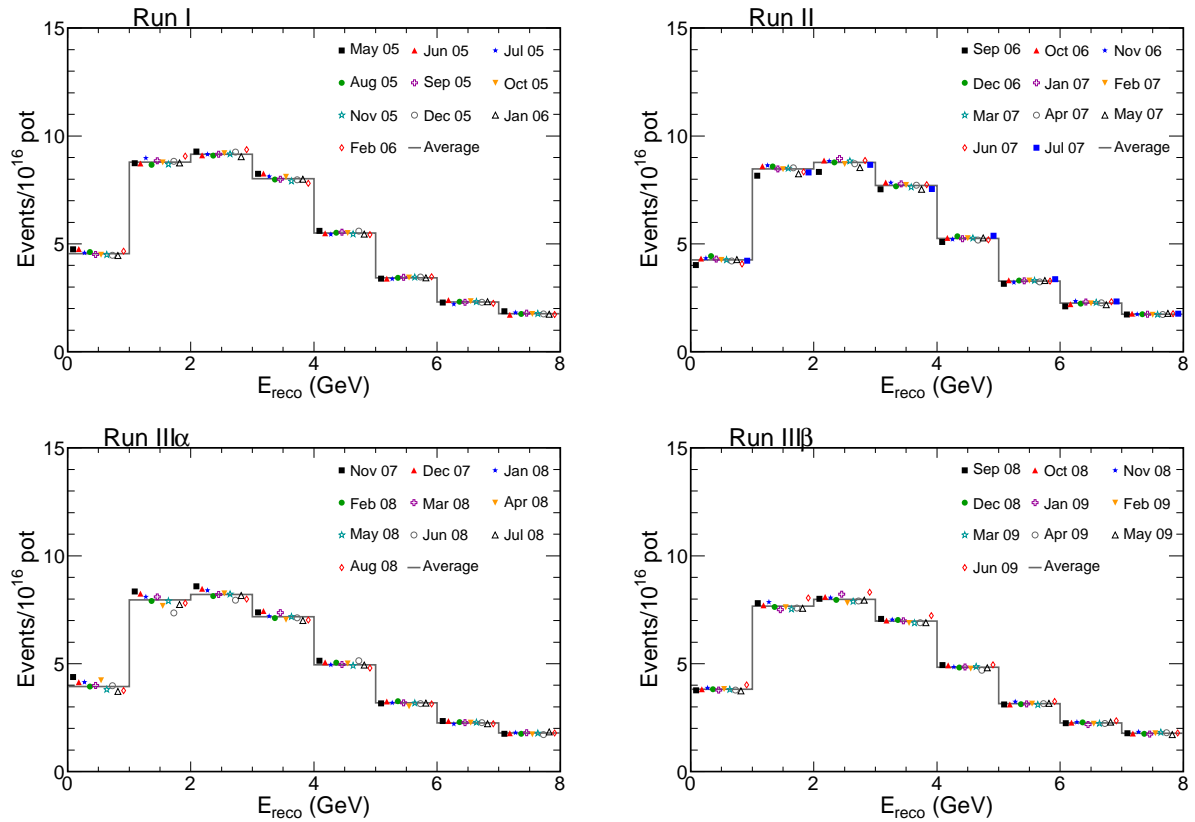 Run I
Events/10^16 pot
15
10
5
0
May 05 Jun 05 Jul 05
Aug 05 Sep 05 Oct 05
Nov 05 Dec 05 Jan 06
Feb 06 Average
0 2 4 6 8
E_reco (GeV)
Run II
Events/10^16 pot
15
10
5
0
Sep 06 Oct 06 Nov 06
Dec 06 Jan 07 Feb 07
Mar 07 Apr 07 May 07
Jun 07 Jul 07 Average
0 2 4 6 8
E_reco (GeV)
Run IIIα
Events/10^16 pot
15
10
5
0
Nov 07 Dec 07 Jan 08
Feb 08 Mar 08 Apr 08
May 08 Jun 08 Jul 08
Aug 08 Average
0 2 4 6 8
E_reco (GeV)
Run IIIβ
Events/10^16 pot
15
10
5
0
Sep 08 Oct 08 Nov 08
Dec 08 Jan 09 Feb 09
Mar 09 Apr 09 May 09
Jun 09 Average
0 2 4 6 8
E_reco (GeV)